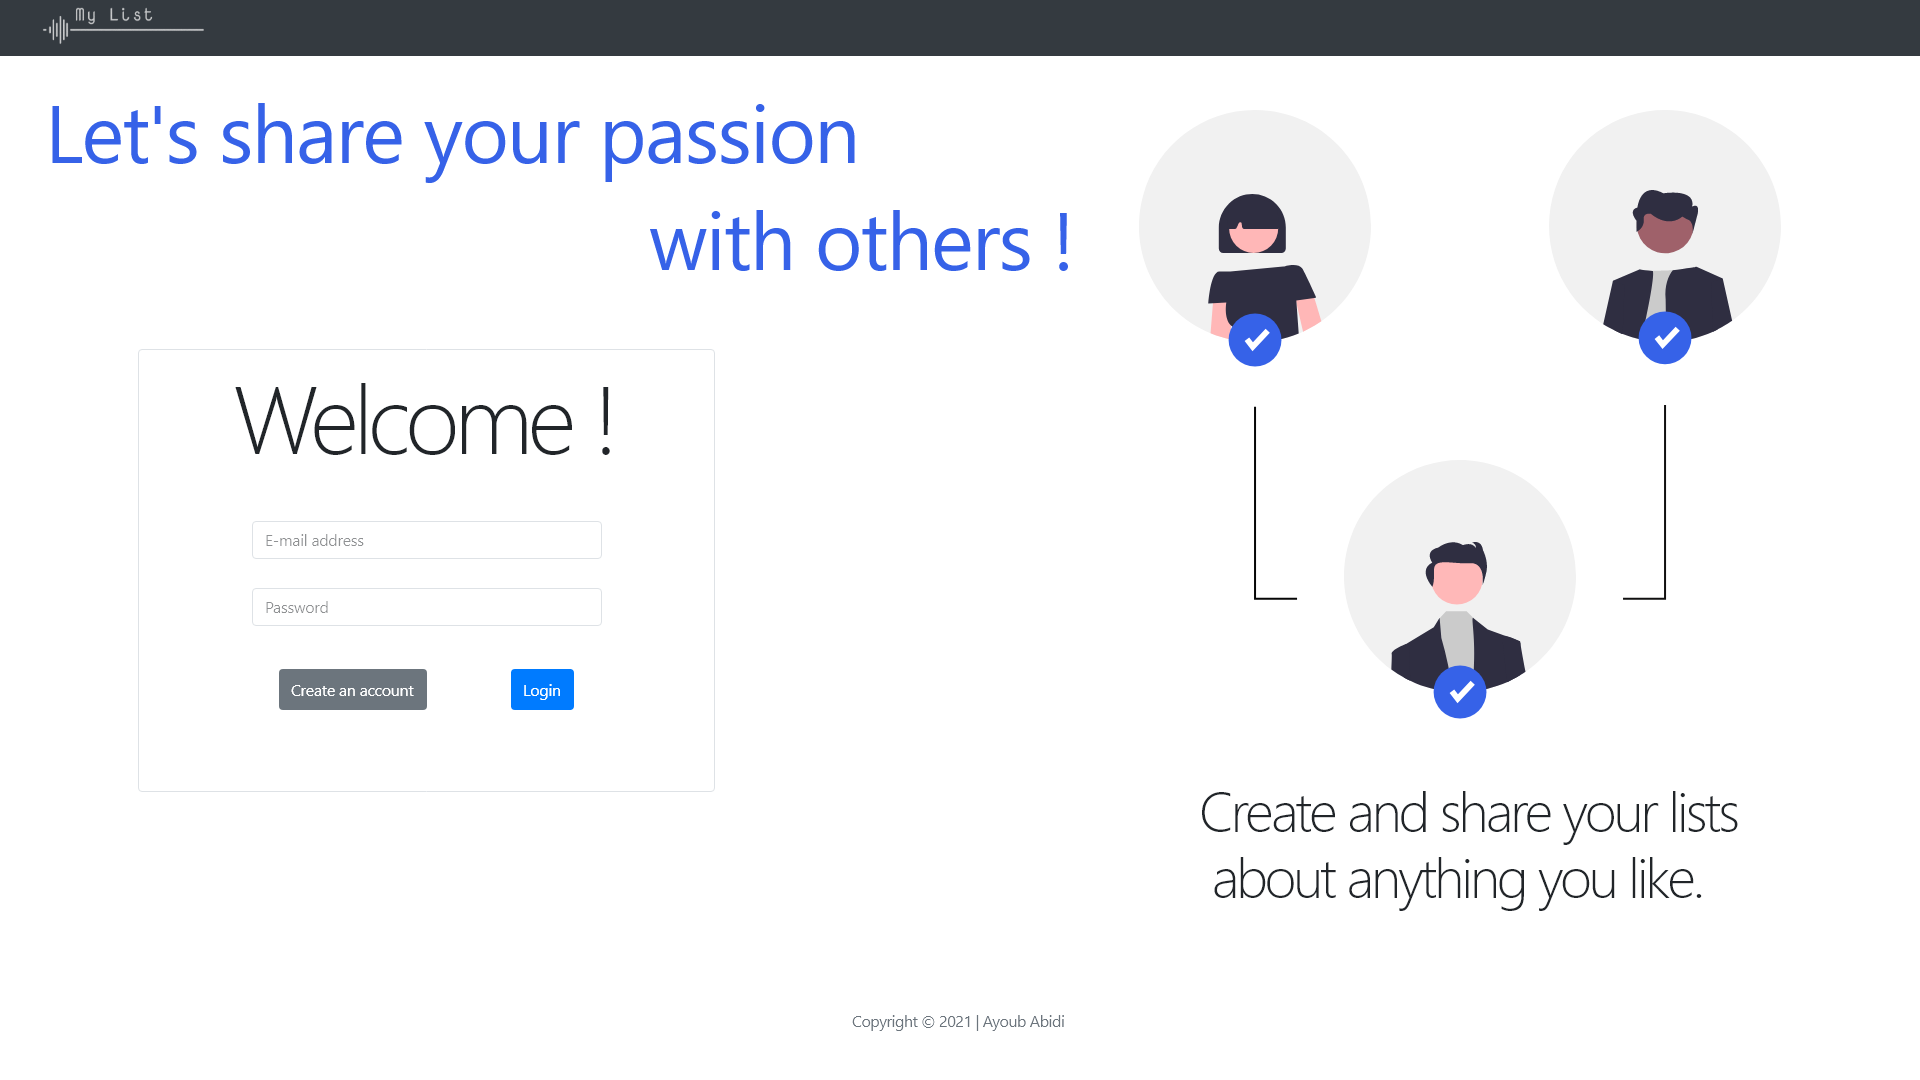 My List
Let's share your passion
with others !
Welcome !
E-mail address
Password
Create an account
Login
Create and share your lists
about anything you like.
Copyright © 2021 | Ayoub Abidi